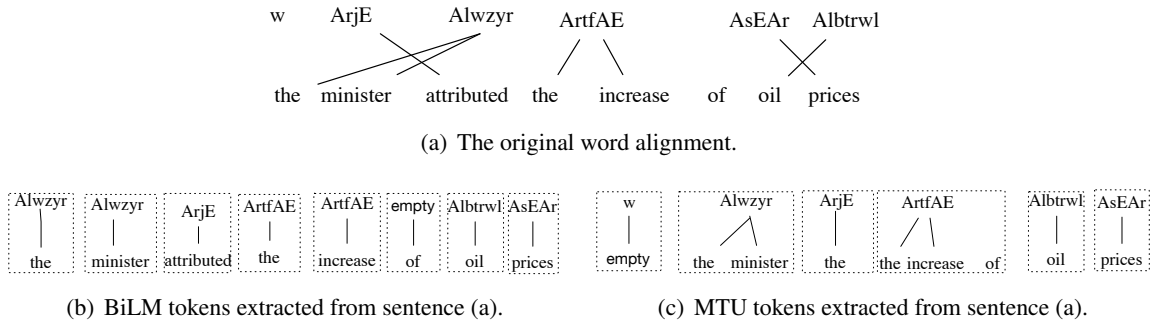 w ArjE Alwzyr ArtfAE AsEAr Albtrwl
the minister attributed the increase of oil prices
(a) The original word alignment.
Alwzyr Alwzyr ArjE ArtfAE ArtfAE empty Albtrwl AsEAr
the minister attributed the increase of oil prices
(b) BiLM tokens extracted from sentence (a).
w Alwzyr ArjE ArtfAE Albtrwl AsEAr
empty the minister the the increase of oil prices
(c) MTU tokens extracted from sentence (a).